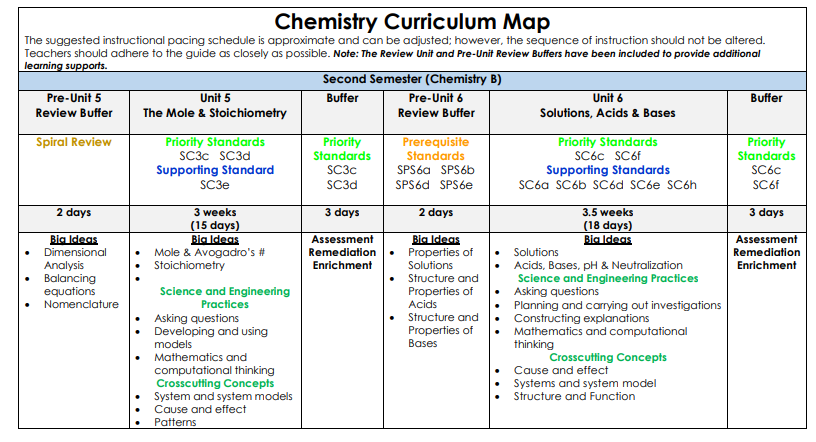 Chemistry Curriculum Map
The suggested instructional pacing schedule is approximate and can be adjusted; however, the sequence of instruction should not be altered.
Teachers should adhere to the guide as closely as possible. Note: The Review Unit and Pre-Unit Review Buffers have been included to provide additional
learning supports.
Second Semester (Chemistry B)
Pre-Unit 5
Review Buffer
Unit 5
The Mole & Stoichiometry
Buffer
Pre-Unit 6
Review Buffer
Unit 6
Solutions, Acids & Bases
Buffer
Spiral Review
Priority Standards
SC3c SC3d
Supporting Standard
SC3e
Priority
Standards
SC3c
SC3d
Prerequisite
Standards
SPS6a SPS6b
SPS6d SPS6e
Priority Standards
SC6c SC6f
Supporting Standards
SC6a SC6b SC6d SC6e SC6h
Priority
Standards
SC6c
SC6f
2 days
3 weeks
(15 days)
3 days
2 days
3.5 weeks
(18 days)
3 days
Big Ideas
• Dimensional
Analysis
• Balancing
equations
• Nomenclature
Big Ideas
• Mole & Avogadro's #
• Stoichiometry
•
Science and Engineering
Practices
• Asking questions
• Developing and using
models
• Mathematics and
computational thinking
Crosscutting Concepts
• System and system models
• Cause and effect
• Patterns
Assessment
Remediation
Enrichment
Big Ideas
• Properties of
Solutions
• Structure and
Properties of
Acids
• Structure and
Properties of
Bases
Big Ideas
• Solutions
• Acids, Bases, pH & Neutralization
Science and Engineering Practices
• Asking questions
• Planning and carrying out investigations
• Constructing explanations
• Mathematics and computational
thinking
Crosscutting Concepts
• Cause and effect
• Systems and system model
• Structure and Function
Assessment
Remediation
Enrichment